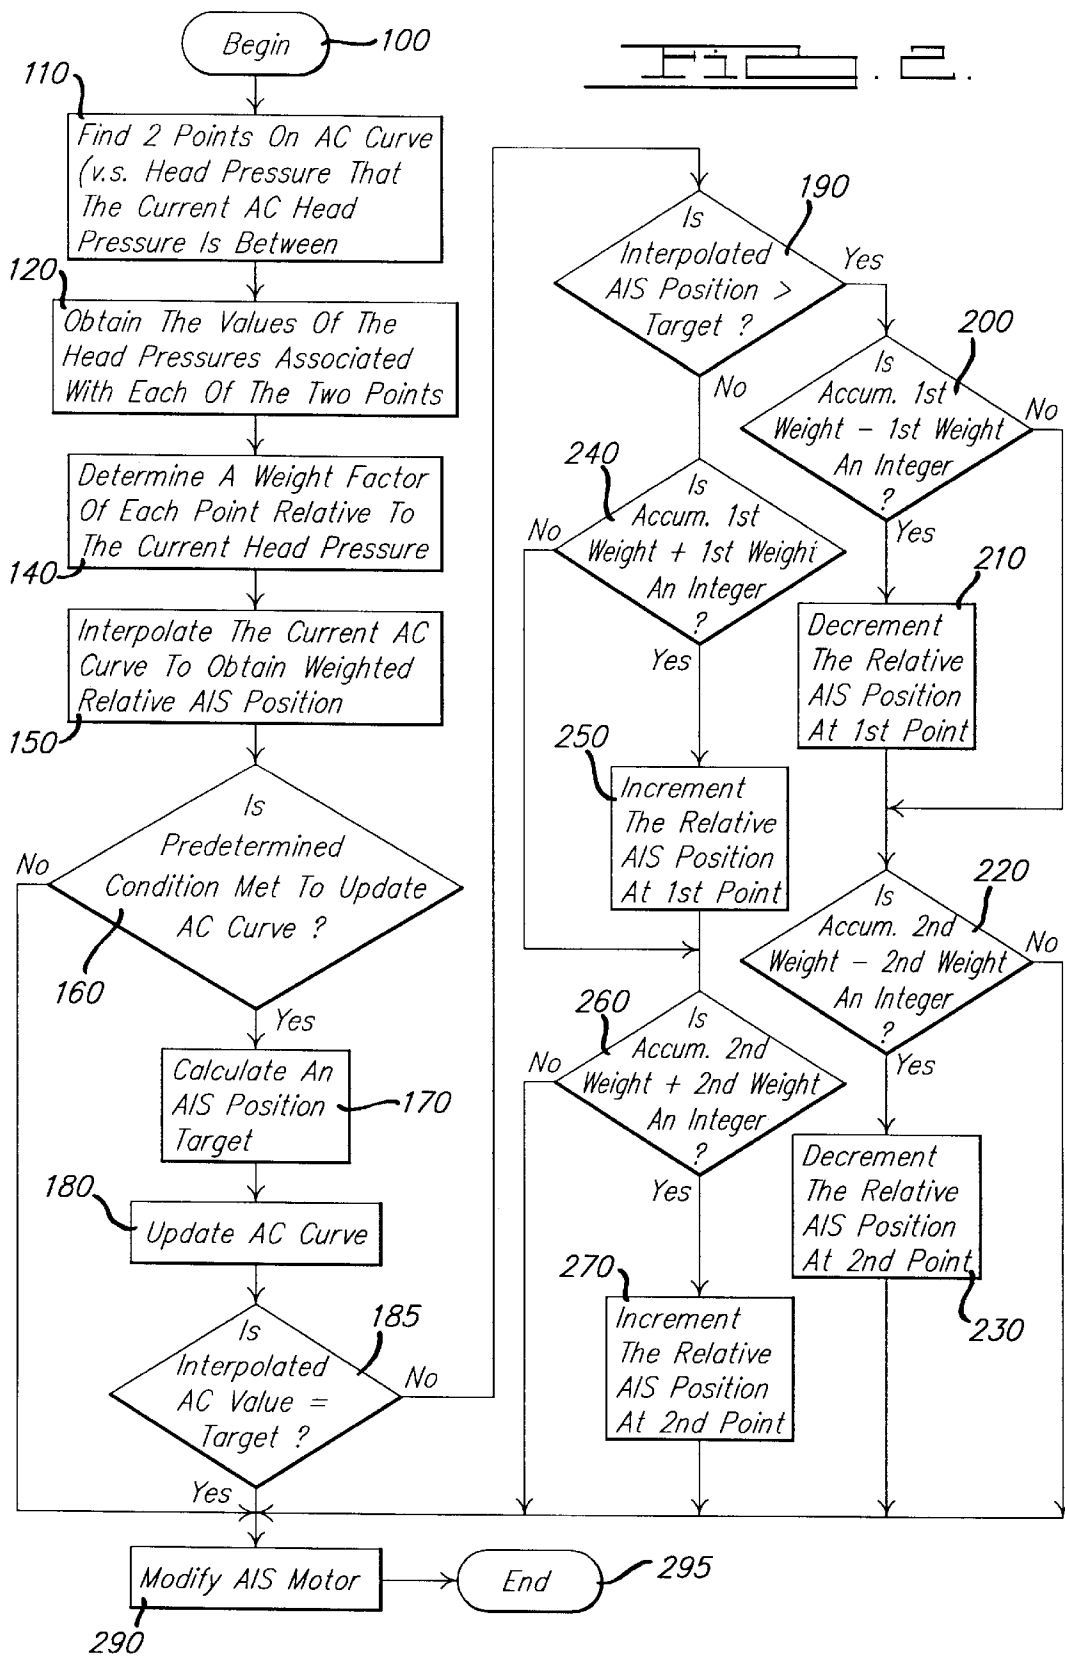 Begin
100
Fig. 2.
110
Find 2 Points On AC Curve
(v.s. Head Pressure That
The Current AC Head
Pressure Is Between
120
Obtain The Values Of The
Head Pressures Associated
With Each Of The Two Points
Determine A Weight Factor
Of Each Point Relative To
The Current Head Pressure
140
Interpolate The Current AC
Curve To Obtain Weighted
Relative AIS Position
150
Is
Predetermined
Condition Met To Update
AC Curve ?
No
160
Yes
Calculate An
AIS Position
Target
170
180
Update AC Curve
185
Is
Interpolated
AC Value =
Target ?
No
Yes
Modify AIS Motor
290
End
295
190
Is
Interpolated
AIS Position >
Target ?
Yes
No
200
Is
Accum. 1st
Weight – 1st Weight
An Integer
?
No
Yes
210
Decrement
The Relative
AIS Position
At 1st Point
240
Is
Accum. 1st
Weight + 1st Weight
An Integer
?
No
Yes
250
Increment
The Relative
AIS Position
At 1st Point
220
Is
Accum. 2nd
Weight – 2nd Weight
An Integer
?
No
Yes
Decrement
The Relative
AIS Position
At 2nd Point
230
260
Is
Accum. 2nd
Weight + 2nd Weight
An Integer
?
No
Yes
270
Increment
The Relative
AIS Position
At 2nd Point